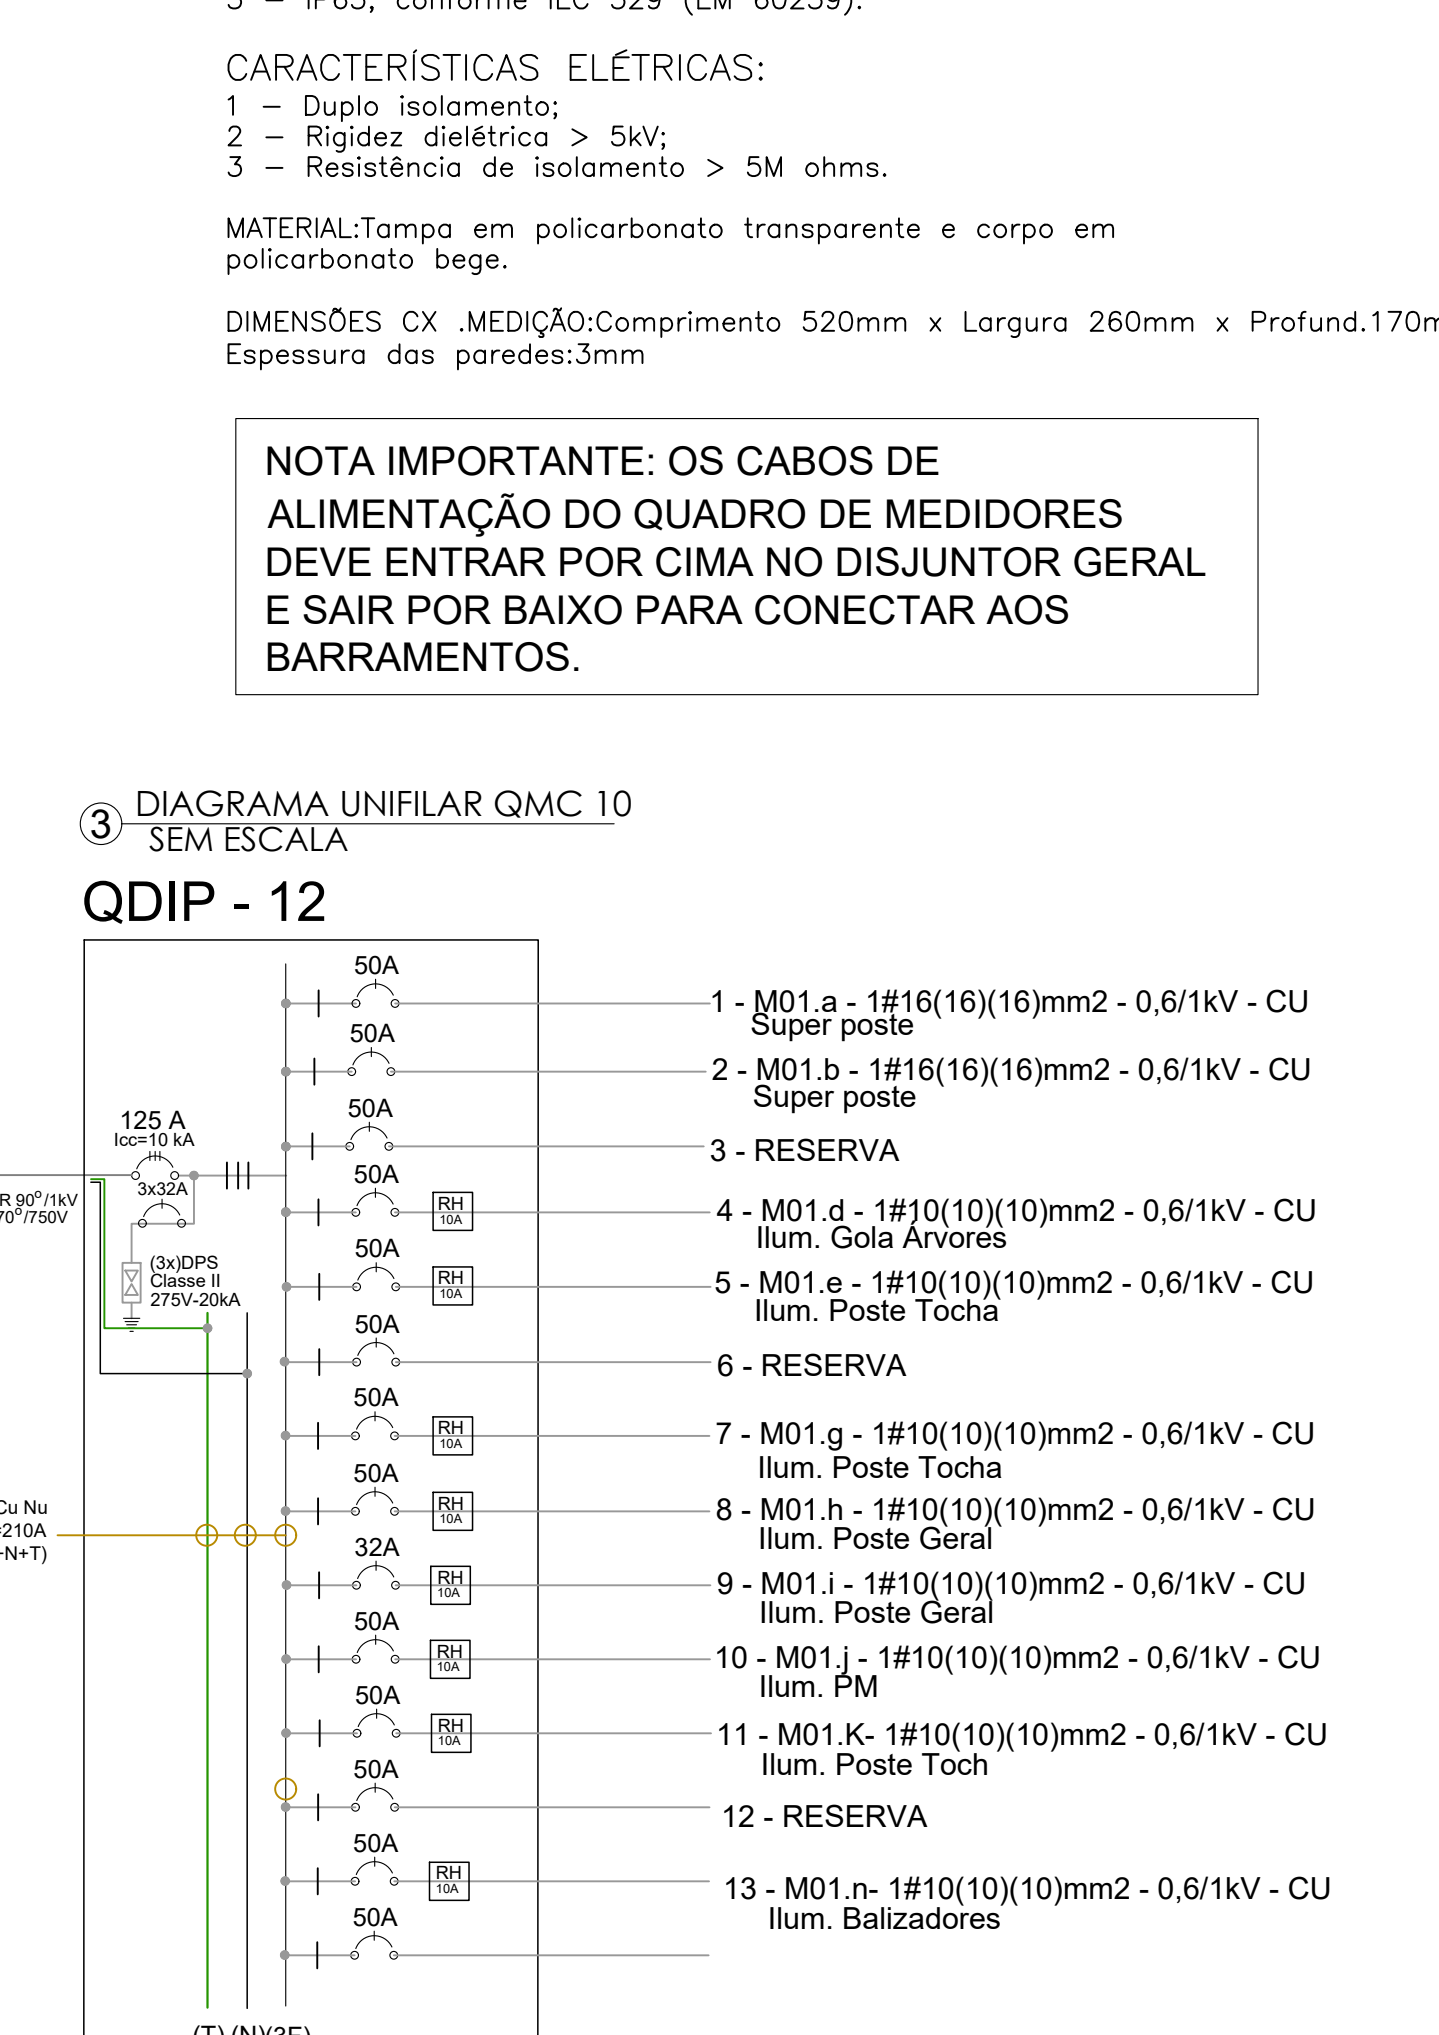 3 – IP65, conforme IEC 529 (EM 60259).
CARACTERÍSTICAS ELÉTRICAS:
1 – Duplo isolamento;
2 – Rigidez dielétrica > 5kV;
3 – Resistência de isolamento > 5M ohms.
MATERIAL:Tampa em policarbonato transparente e corpo em
policarbonato bege.
DIMENSÕES CX .MEDIÇÃO:Comprimento 520mm x Largura 260mm x Profund.170m
Espessura das paredes:3mm
NOTA IMPORTANTE: OS CABOS DE
ALIMENTAÇÃO DO QUADRO DE MEDIDORES
DEVE ENTRAR POR CIMA NO DISJUNTOR GERAL
E SAIR POR BAIXO PARA CONECTAR AOS
BARRAMENTOS.
3 DIAGRAMA UNIFILAR QMC 10
SEM ESCALA
QDIP - 12
50A
1 - M01.a - 1#16(16)(16)mm2 - 0,6/1kV - CU
Super poste
50A
2 - M01.b - 1#16(16)(16)mm2 - 0,6/1kV - CU
Super poste
50A
3 - RESERVA
125 A
Icc=10 kA
3x32A
R 90°/1kV
70°/750V
(3x)DPS
Classe II
275V-20kA
50A
RH
10A
4 - M01.d - 1#10(10)(10)mm2 - 0,6/1kV - CU
Ilum. Gola Árvores
50A
RH
10A
5 - M01.e - 1#10(10)(10)mm2 - 0,6/1kV - CU
Ilum. Poste Tocha
50A
6 - RESERVA
50A
RH
10A
7 - M01.g - 1#10(10)(10)mm2 - 0,6/1kV - CU
Ilum. Poste Tocha
50A
RH
10A
8 - M01.h - 1#10(10)(10)mm2 - 0,6/1kV - CU
Ilum. Poste Geral
Cu Nu
=210A
+N+T)
32A
RH
10A
9 - M01.i - 1#10(10)(10)mm2 - 0,6/1kV - CU
Ilum. Poste Geral
50A
RH
10A
10 - M01.j - 1#10(10)(10)mm2 - 0,6/1kV - CU
Ilum. PM
50A
RH
10A
11 - M01.K- 1#10(10)(10)mm2 - 0,6/1kV - CU
Ilum. Poste Toch
50A
12 - RESERVA
50A
RH
10A
13 - M01.n- 1#10(10)(10)mm2 - 0,6/1kV - CU
Ilum. Balizadores
50A
(T) (N)(3F)